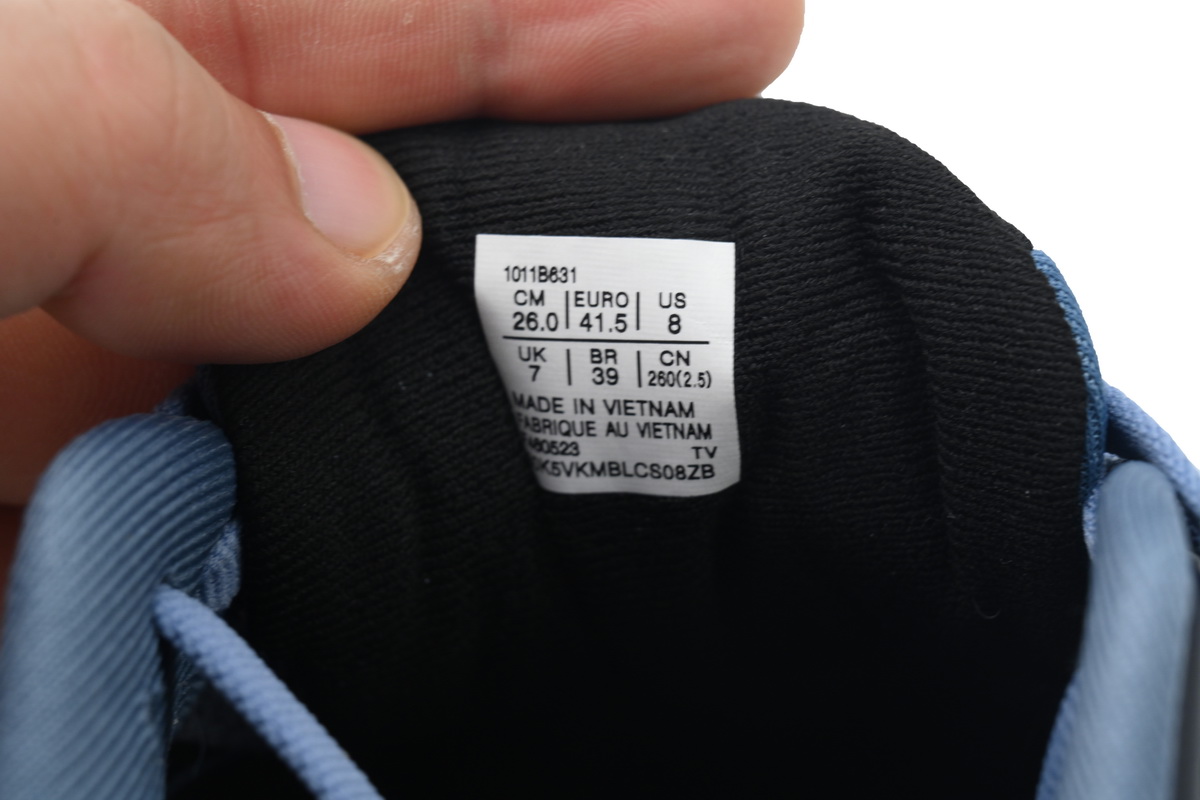 1011B631
CM | EURO | US
26.0 | 41.5 | 8
UK | BR | CN
7 | 39 | 260(2.5)
MADE IN VIETNAM
FABRIQUE AU VIETNAM
TV